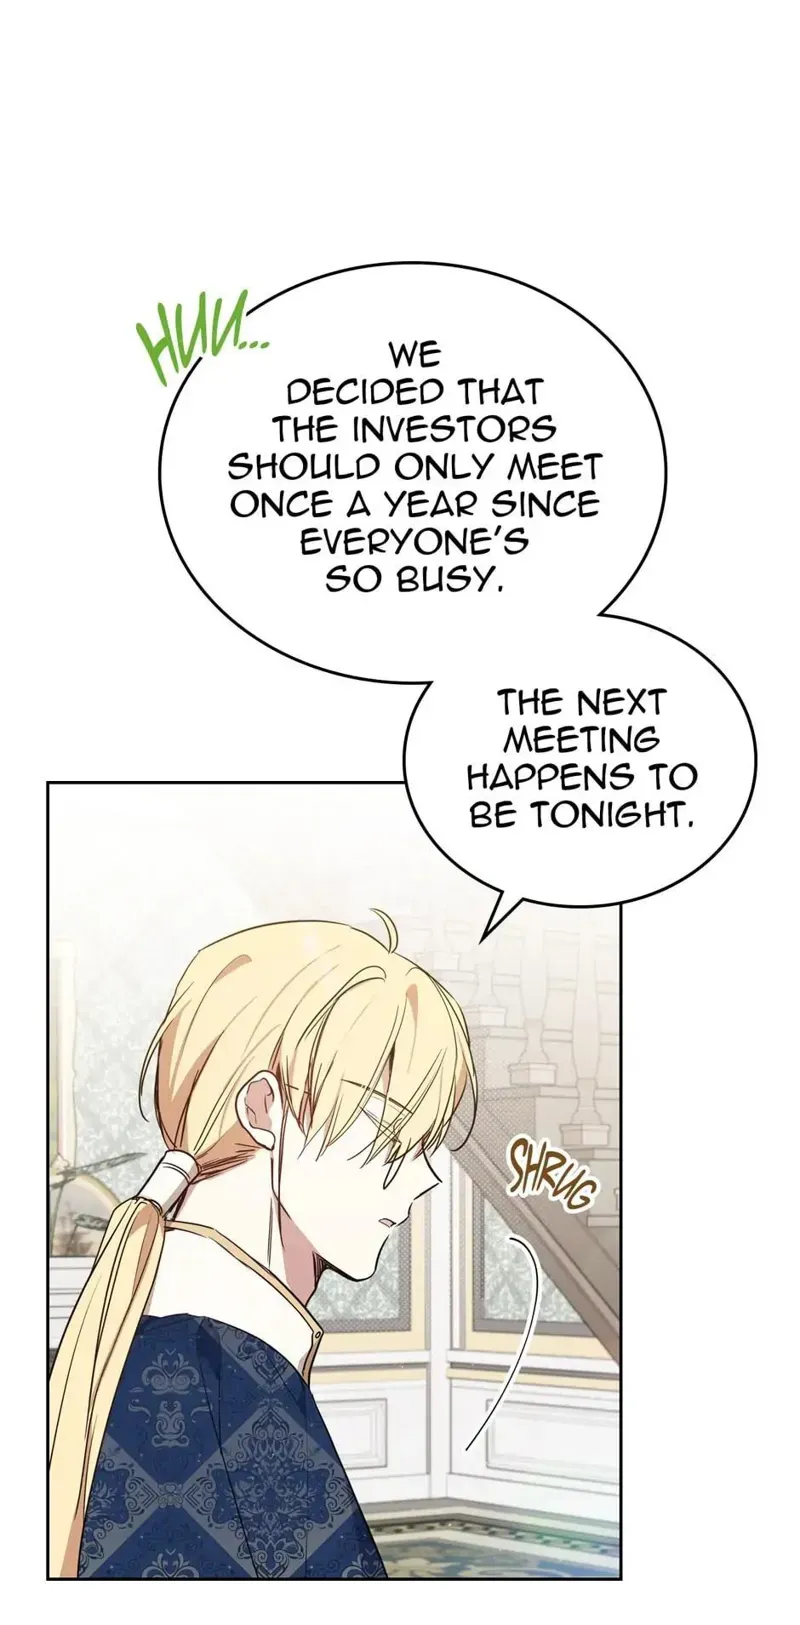 HUU...
WE
DECIDED THAT
THE INVESTORS
SHOULD ONLY MEET
ONCE A YEAR SINCE
EVERYONE'S
SO BUSY.
THE NEXT
MEETING
HAPPENS TO
BE TONIGHT.
SHRUG